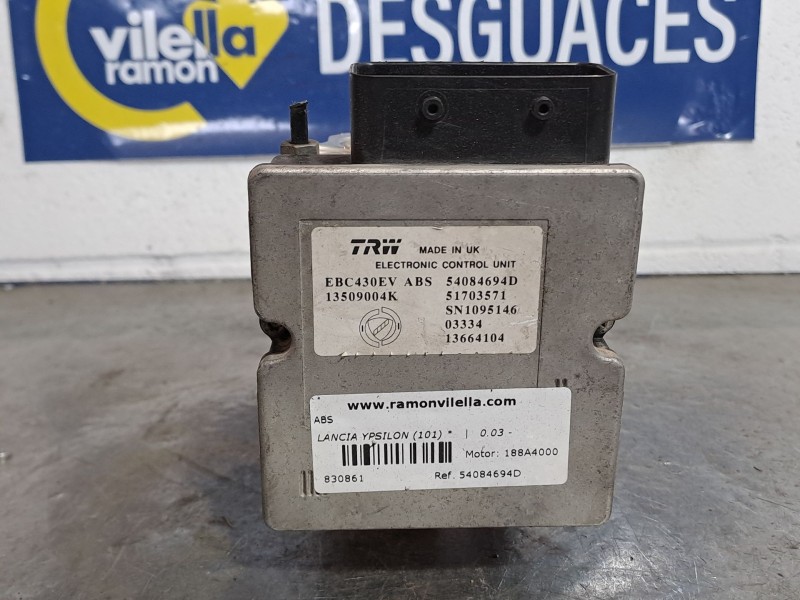 vilella
ramon
DESGUACES
TRW MADE IN UK
ELECTRONIC CONTROL UNIT
EBC430EV ABS 54084694D
13509004K 51703571
SN1095146
03334
13664104
www.ramonvilella.com
ABS
LANCIA YPSILON (101) * | 0.03 -
Motor: 188A4000
830861 Ref. 54084694D